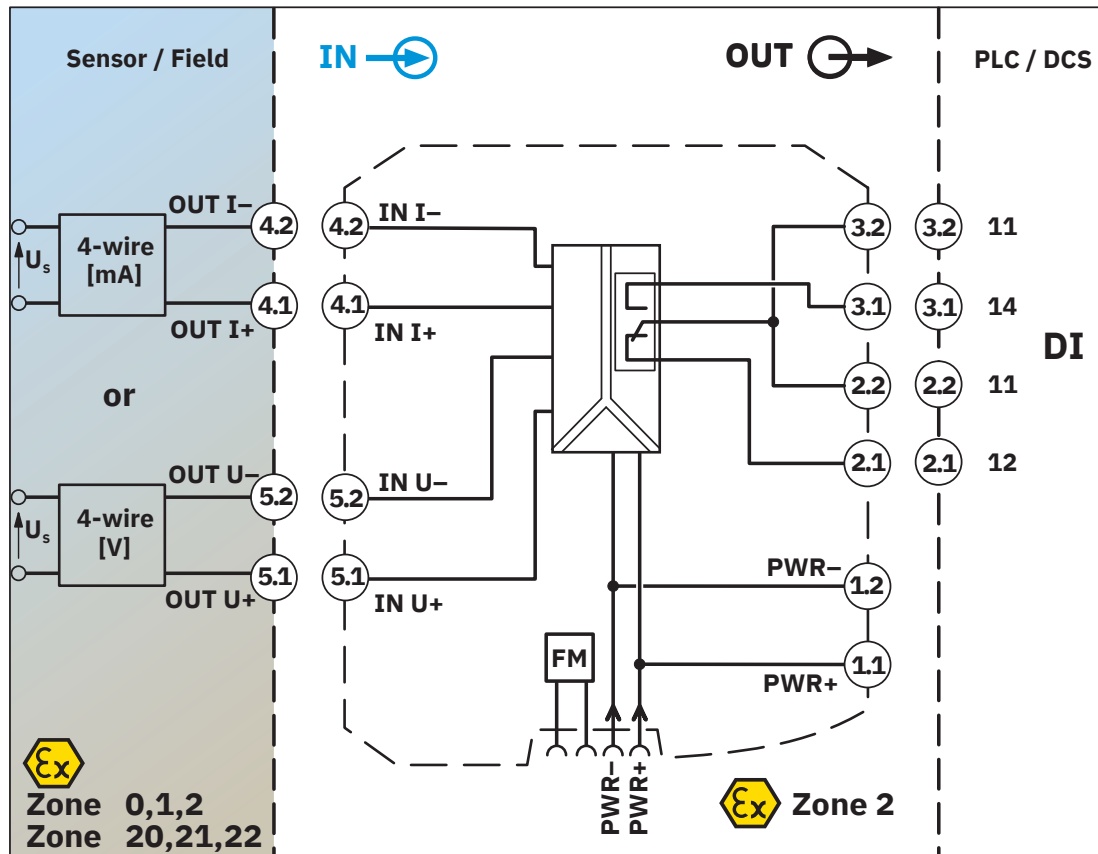 Sensor / Field
IN
OUT
PLC / DCS
OUT I–
4.2
4.2
IN I–
3.2
3.2
11
4-wire
[mA]
Us
OUT I+
4.1
4.1
IN I+
3.1
3.1
14
DI
or
2.2
2.2
11
2.1
2.1
12
OUT U–
5.2
5.2
IN U–
4-wire
[V]
Us
OUT U+
5.1
5.1
IN U+
PWR–
1.2
FM
1.1
PWR+
PWR–
PWR+
Ex
Zone 0,1,2
Zone 20,21,22
Ex
Zone 2